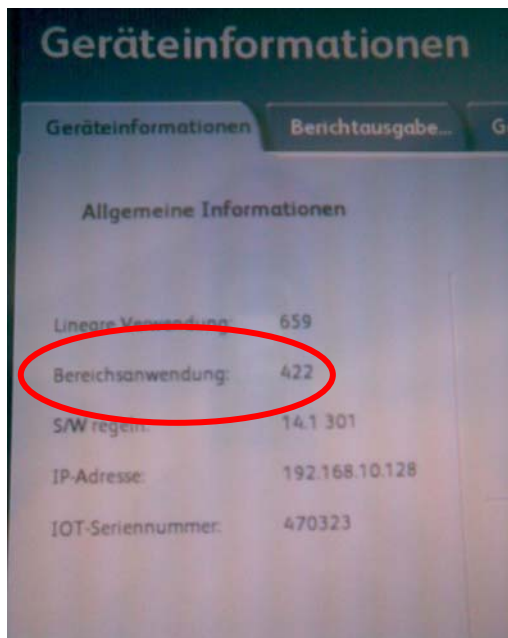 Geräteinformationen
Geräteinformationen Berichtausgabe... G
Allgemeine Informationen
Lineare Verwendung: 659
Bereichsanwendung: 422
S/W regeln: 14.1 301
IP-Adresse: 192.168.10.128
IOT-Seriennummer: 470323